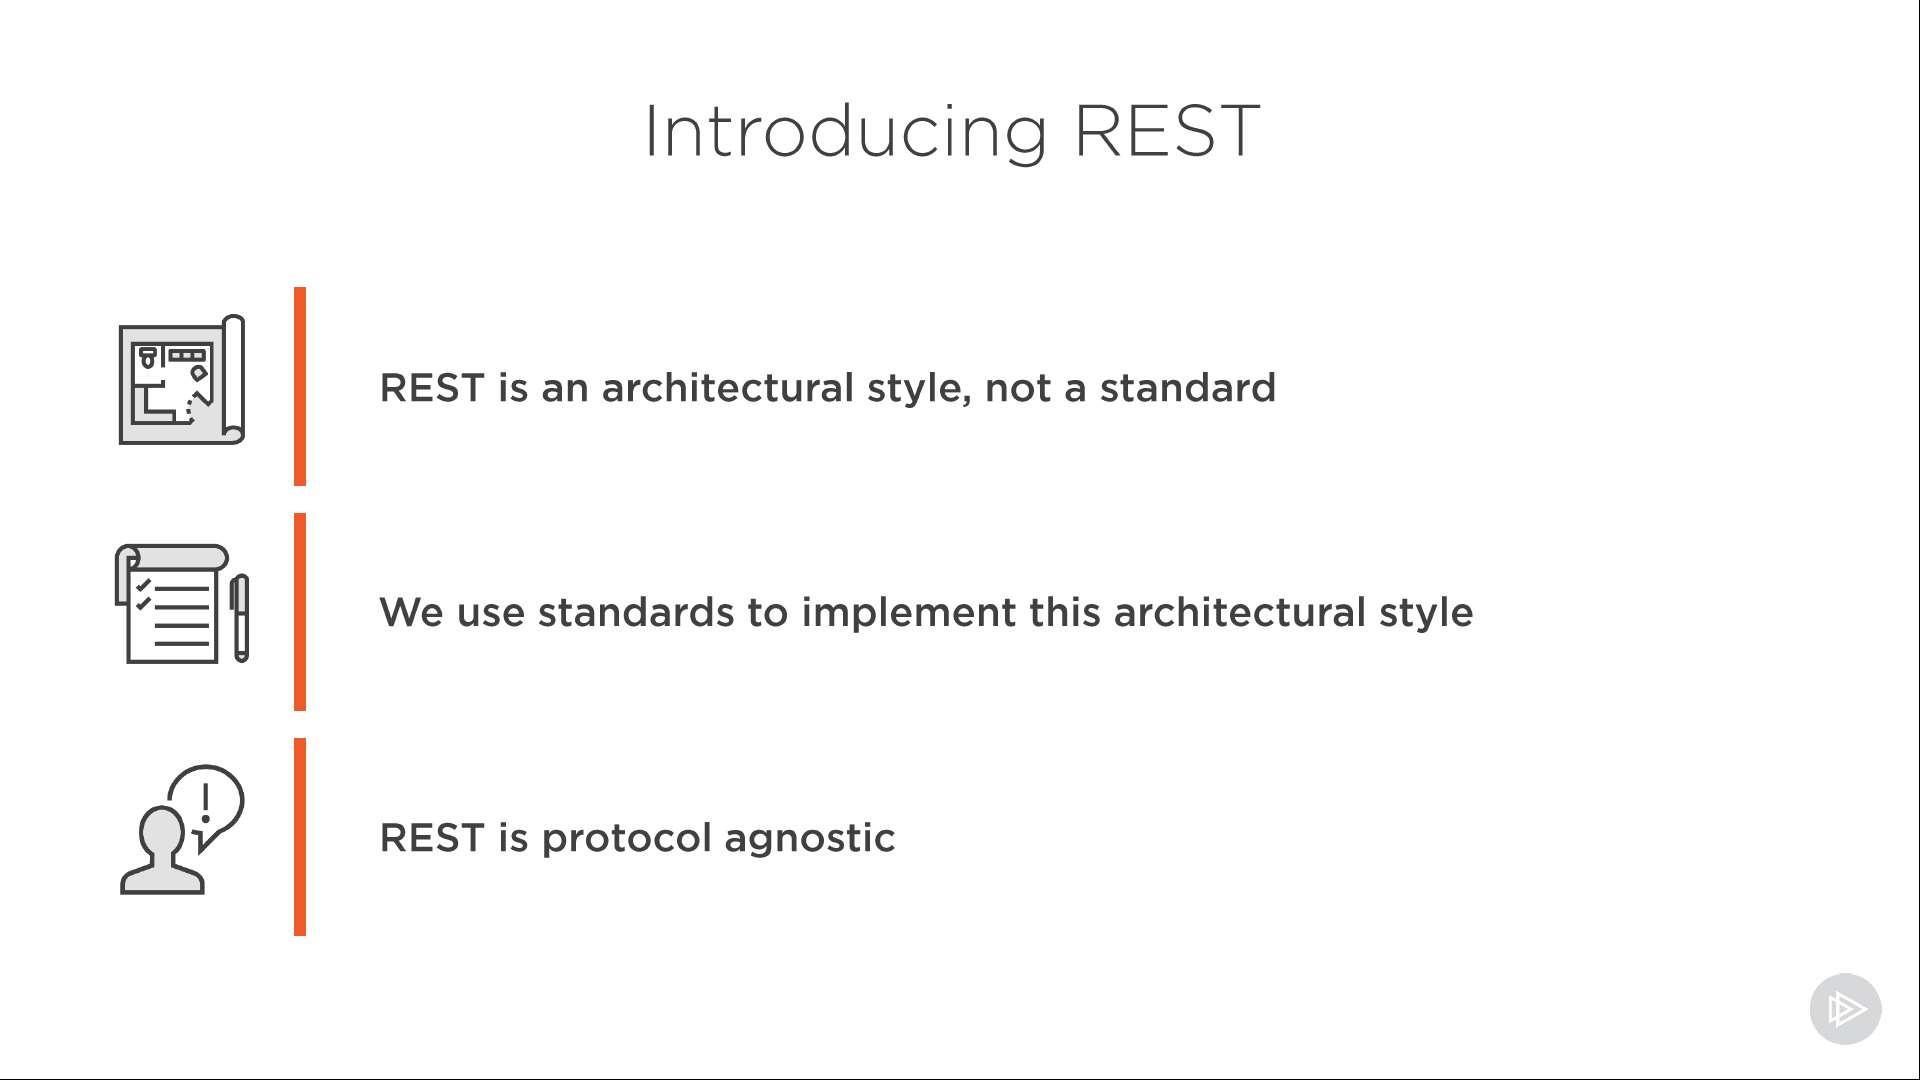 Introducing REST
REST is an architectural style, not a standard
We use standards to implement this architectural style
REST is protocol agnostic